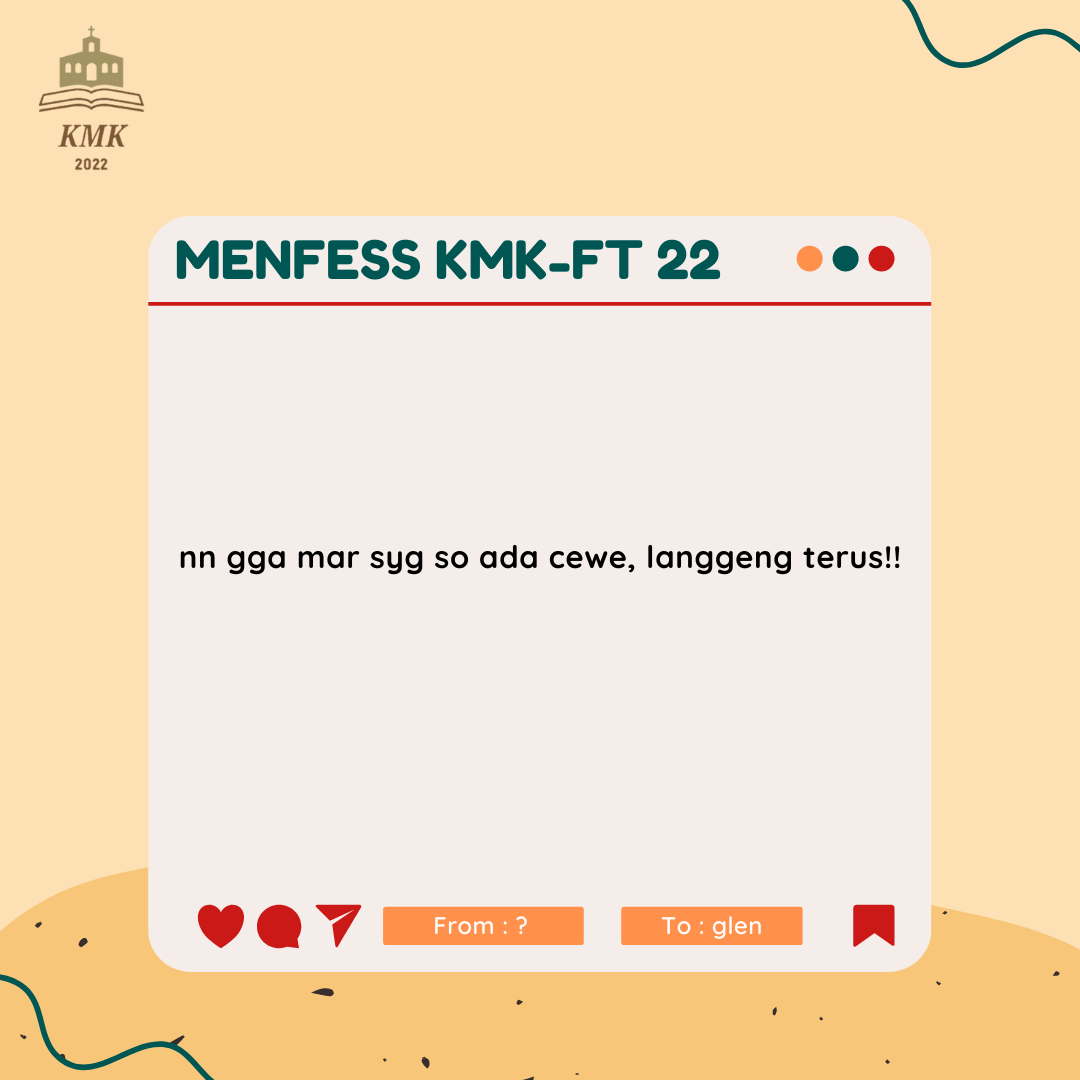 KMK
2022
MENFESS KMK-FT 22
nn gga mar syg so ada cewe, langgeng terus!!
From : ?
To : glen